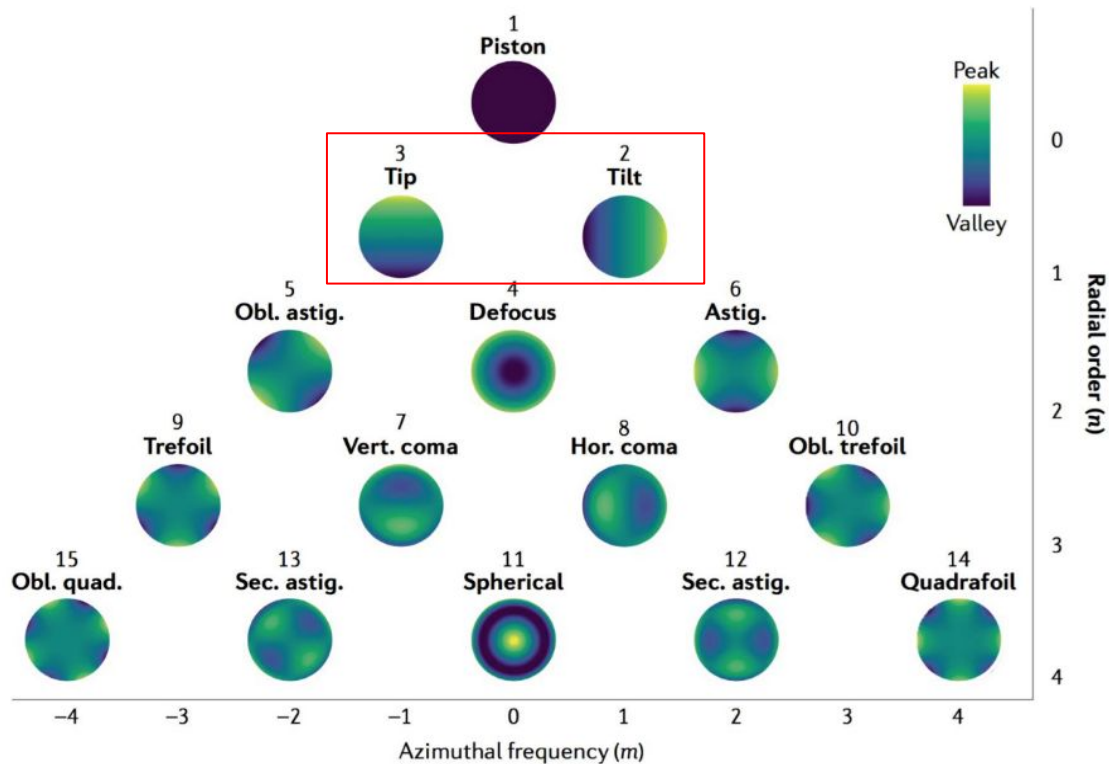 1
Piston
Peak
Valley
0
3
Tip
2
Tilt
1
5
Obl. astig.
4
Defocus
6
Astig.
2
9
Trefoil
7
Vert. coma
8
Hor. coma
10
Obl. trefoil
3
15
Obl. quad.
13
Sec. astig.
11
Spherical
12
Sec. astig.
14
Quadrafoil
4
Radial order (n)
−4 −3 −2 −1 0 1 2 3 4
Azimuthal frequency (m)